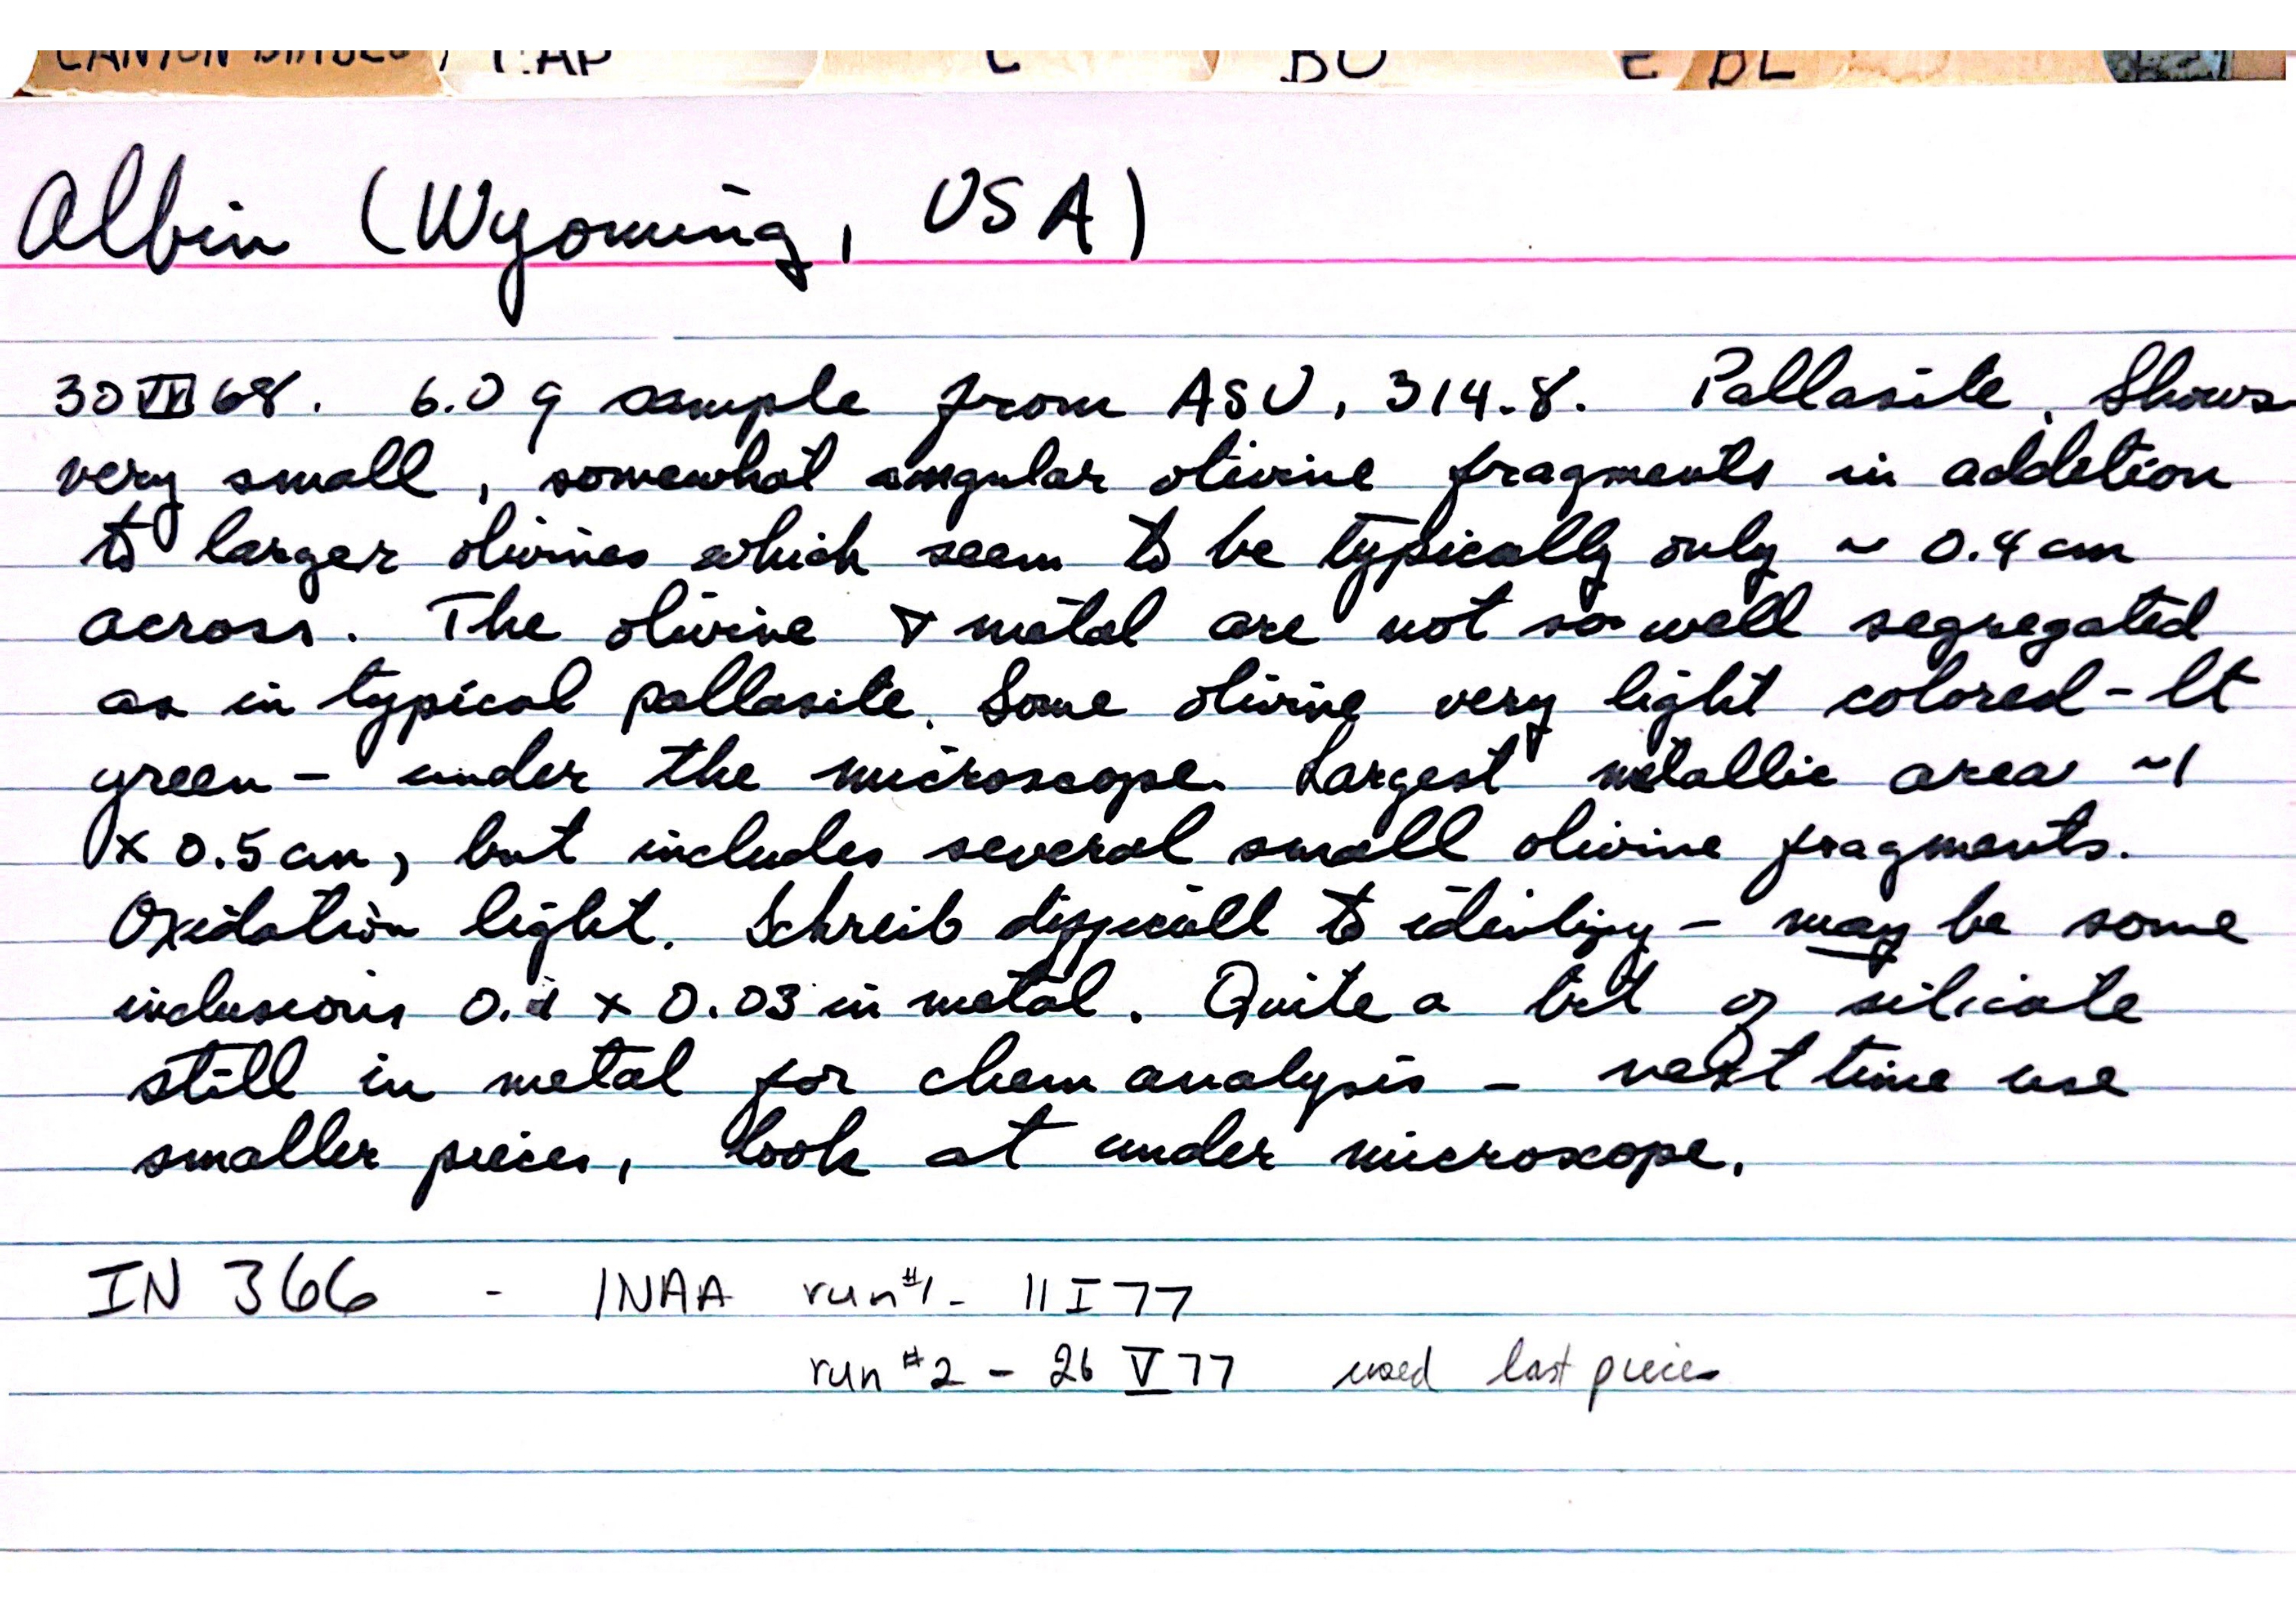 CANYON DIABLO CAP C BU E BL
Albin (Wyoming, USA)
30 VI 68. 6.0 g sample from ASU, 314.8. Pallasite. Shows
very small, somewhat angular olivine fragments in addition
to larger olivines which seem to be typically only ~ 0.4 cm
across. The olivine & metal are not so well segregated
as in typical pallasite. Some olivine very light colored - lt
green - under the microscope. Largest metallic area ~1
x 0.5 cm, but includes several small olivine fragments.
Oxidation light. Schreib difficult to identify - may be some
inclusions 0.1 x 0.03 in metal. Quite a bit of silicate
still in metal for chem analysis - next time use
smaller pieces, look at under microscope.
IN 366 - INAA run #1 - 11 I 77
run #2 - 26 V 77 used last piece